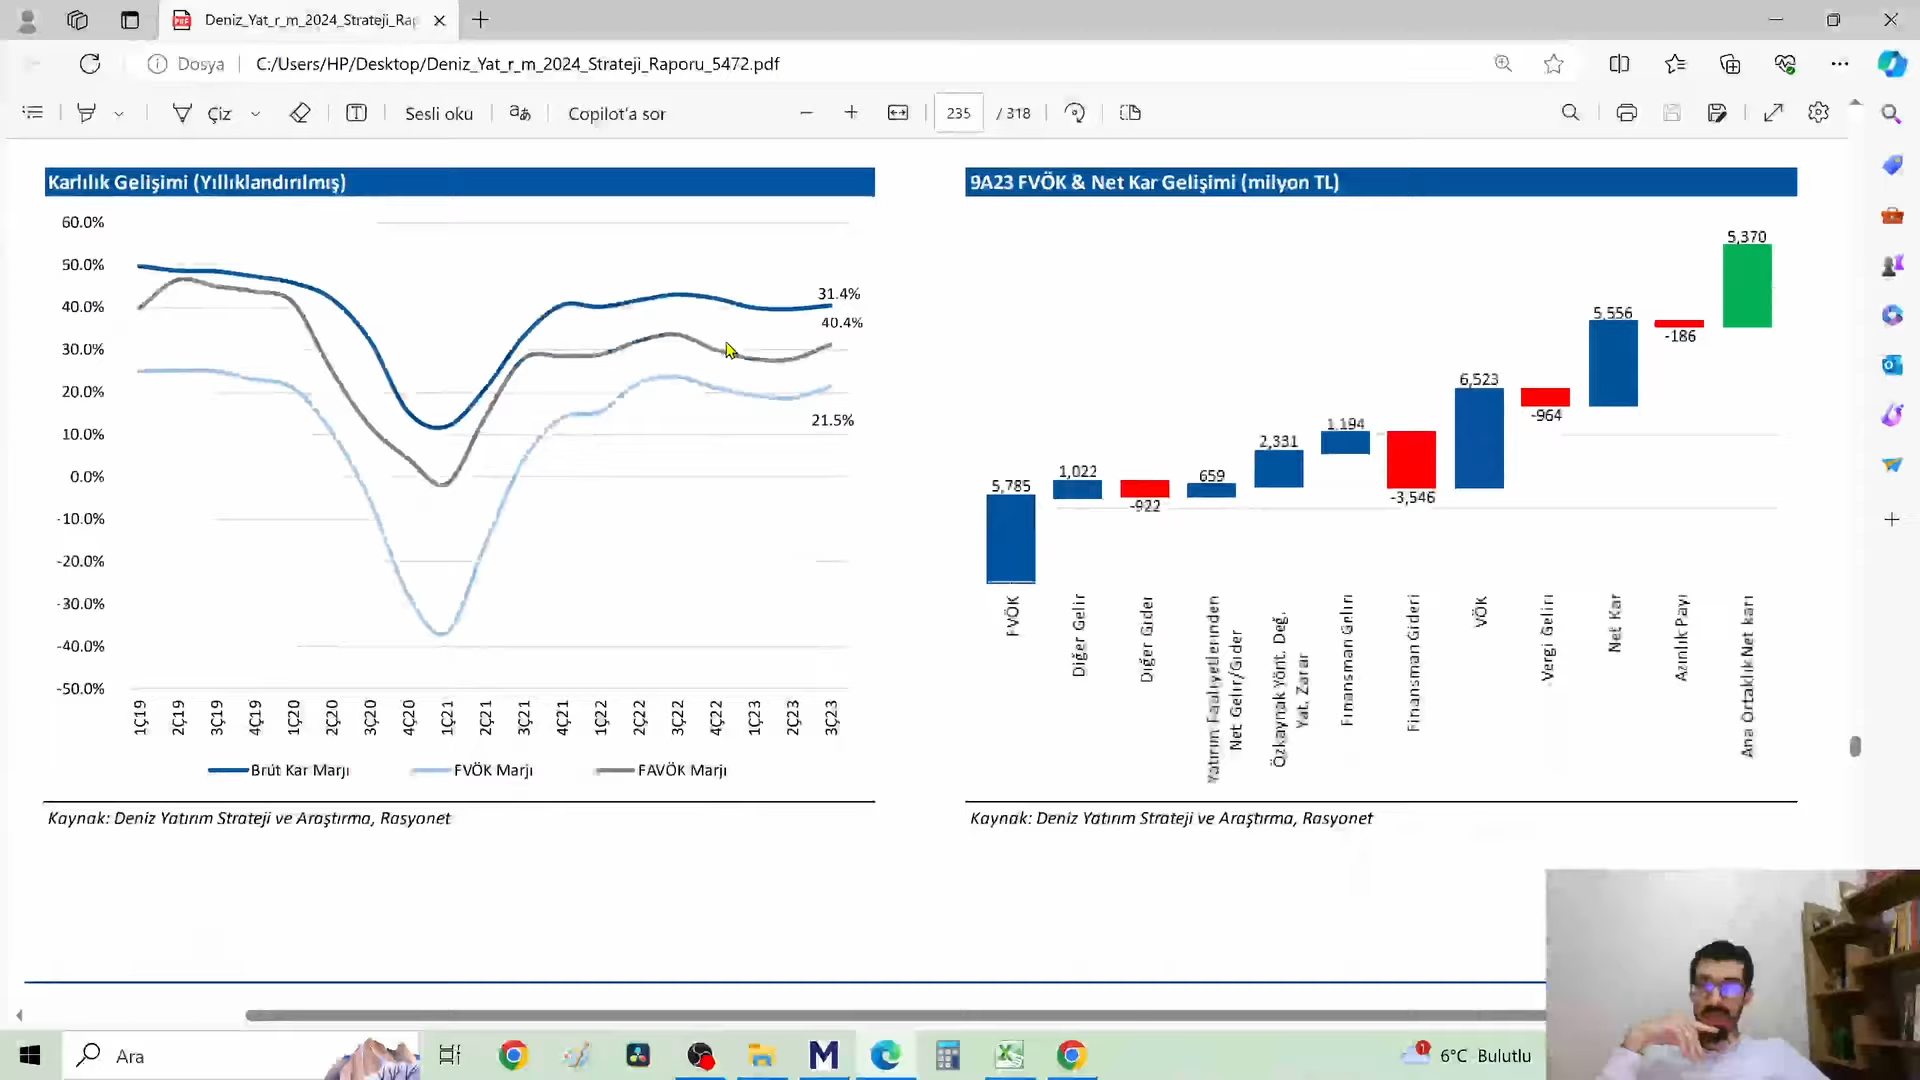 Deniz_Yat_r_m_2024_Strateji_Rap
Dosya
C:/Users/HP/Desktop/Deniz_Yat_r_m_2024_Strateji_Raporu_5472.pdf
Çiz
Sesli oku
aあ
Copilot'a sor
235 / 318
Karlılık Gelişimi (Yıllıklandırılmış)
60.0%
50.0%
40.0%
30.0%
20.0%
10.0%
0.0%
-10.0%
-20.0%
-30.0%
-40.0%
-50.0%
31.4%
40.4%
21.5%
1Ç19
2Ç19
3Ç19
4Ç19
1Ç20
2Ç20
3Ç20
4Ç20
1Ç21
2Ç21
3Ç21
4Ç21
1Ç22
2Ç22
3Ç22
4Ç22
1Ç23
2Ç23
3Ç23
Brüt Kar Marjı
FVÖK Marjı
FAVÖK Marjı
Kaynak: Deniz Yatırım Strateji ve Araştırma, Rasyonet
9A23 FVÖK & Net Kar Gelişimi (milyon TL)
5,785
1,022
-922
659
2,331
1,194
-3,546
6,523
-964
5,556
-186
5,370
FVÖK
Diğer Gelir
Diğer Gider
Yatırım Faaliyetlerinden
Net Gelir/Gider
Özkaynak Yönt. Değ.
Yat. Zarar
Finansman Geliri
Finansman Gideri
VÖK
Vergi Geliri
Net Kar
Azınlık Payı
Ana Ortaklık Net karı
Kaynak: Deniz Yatırım Strateji ve Araştırma, Rasyonet
Ara
1
6°C Bulutlu